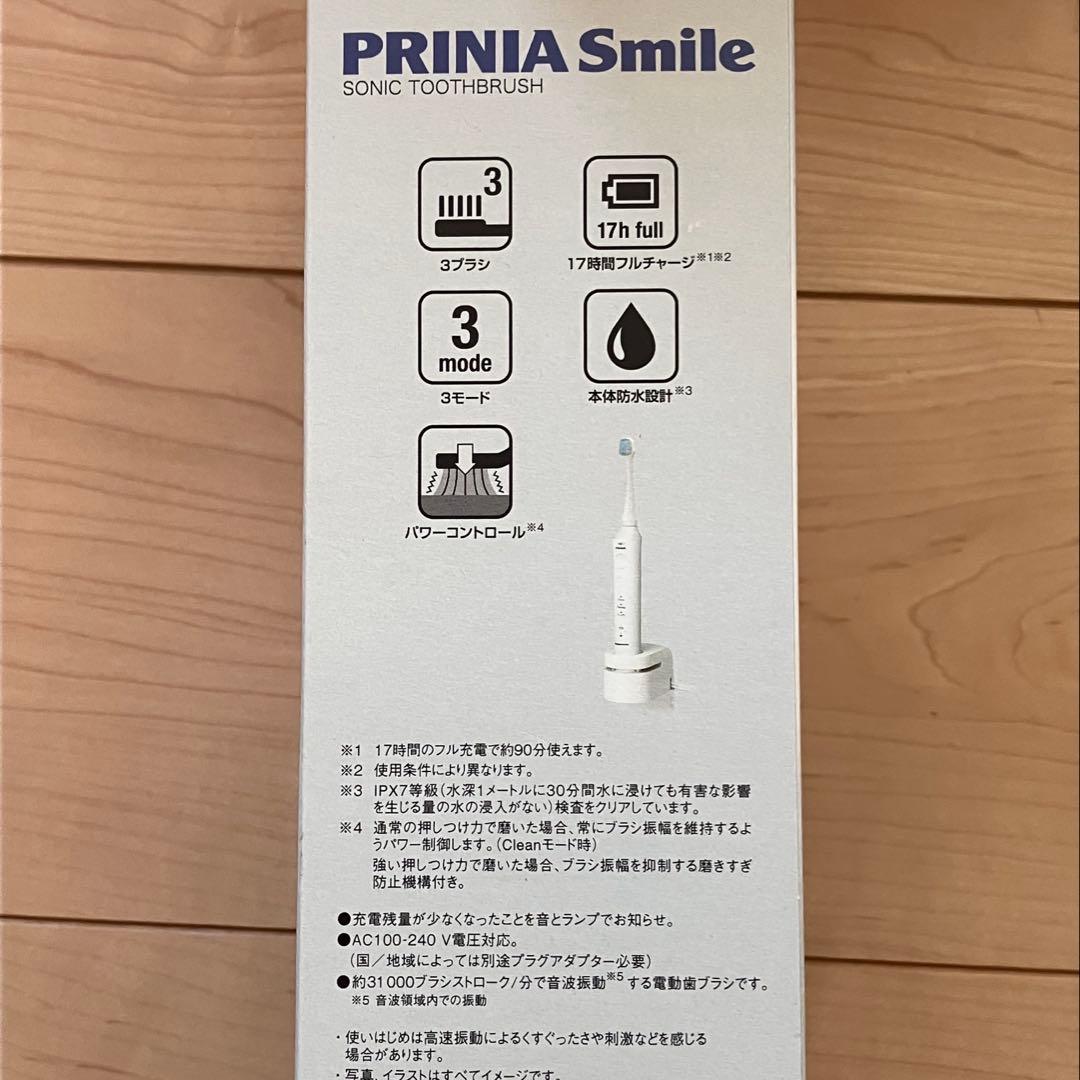 PRINIA Smile
SONIC TOOTHBRUSH
3
3ブラシ
17h full
17時間フルチャージ※1※2
3
mode
3モード
本体防水設計※3
パワーコントロール※4
※1 17時間のフル充電で約90分使えます。
※2 使用条件により異なります。
※3 IPX7等級(水深1メートルに30分間水に浸けても有害な影響
を生じる量の水の浸入がない)検査をクリアしています。
※4 通常の押しつけ力で磨いた場合、常にブラシ振幅を維持するよ
うパワー制御します。(Cleanモード時)
強い押しつけ力で磨いた場合、ブラシ振幅を抑制する磨きすぎ
防止機構付き。
●充電残量が少なくなったことを音とランプでお知らせ。
●AC100-240 V電圧対応。
(国/地域によっては別途プラグアダプター必要)
●約31000ブラシストローク/分で音波振動※5する電動歯ブラシです。
※5 音波領域内での振動
・使いはじめは高速振動によるくすぐったさや刺激などを感じる
場合があります。
・写真、イラストはすべてイメージです。